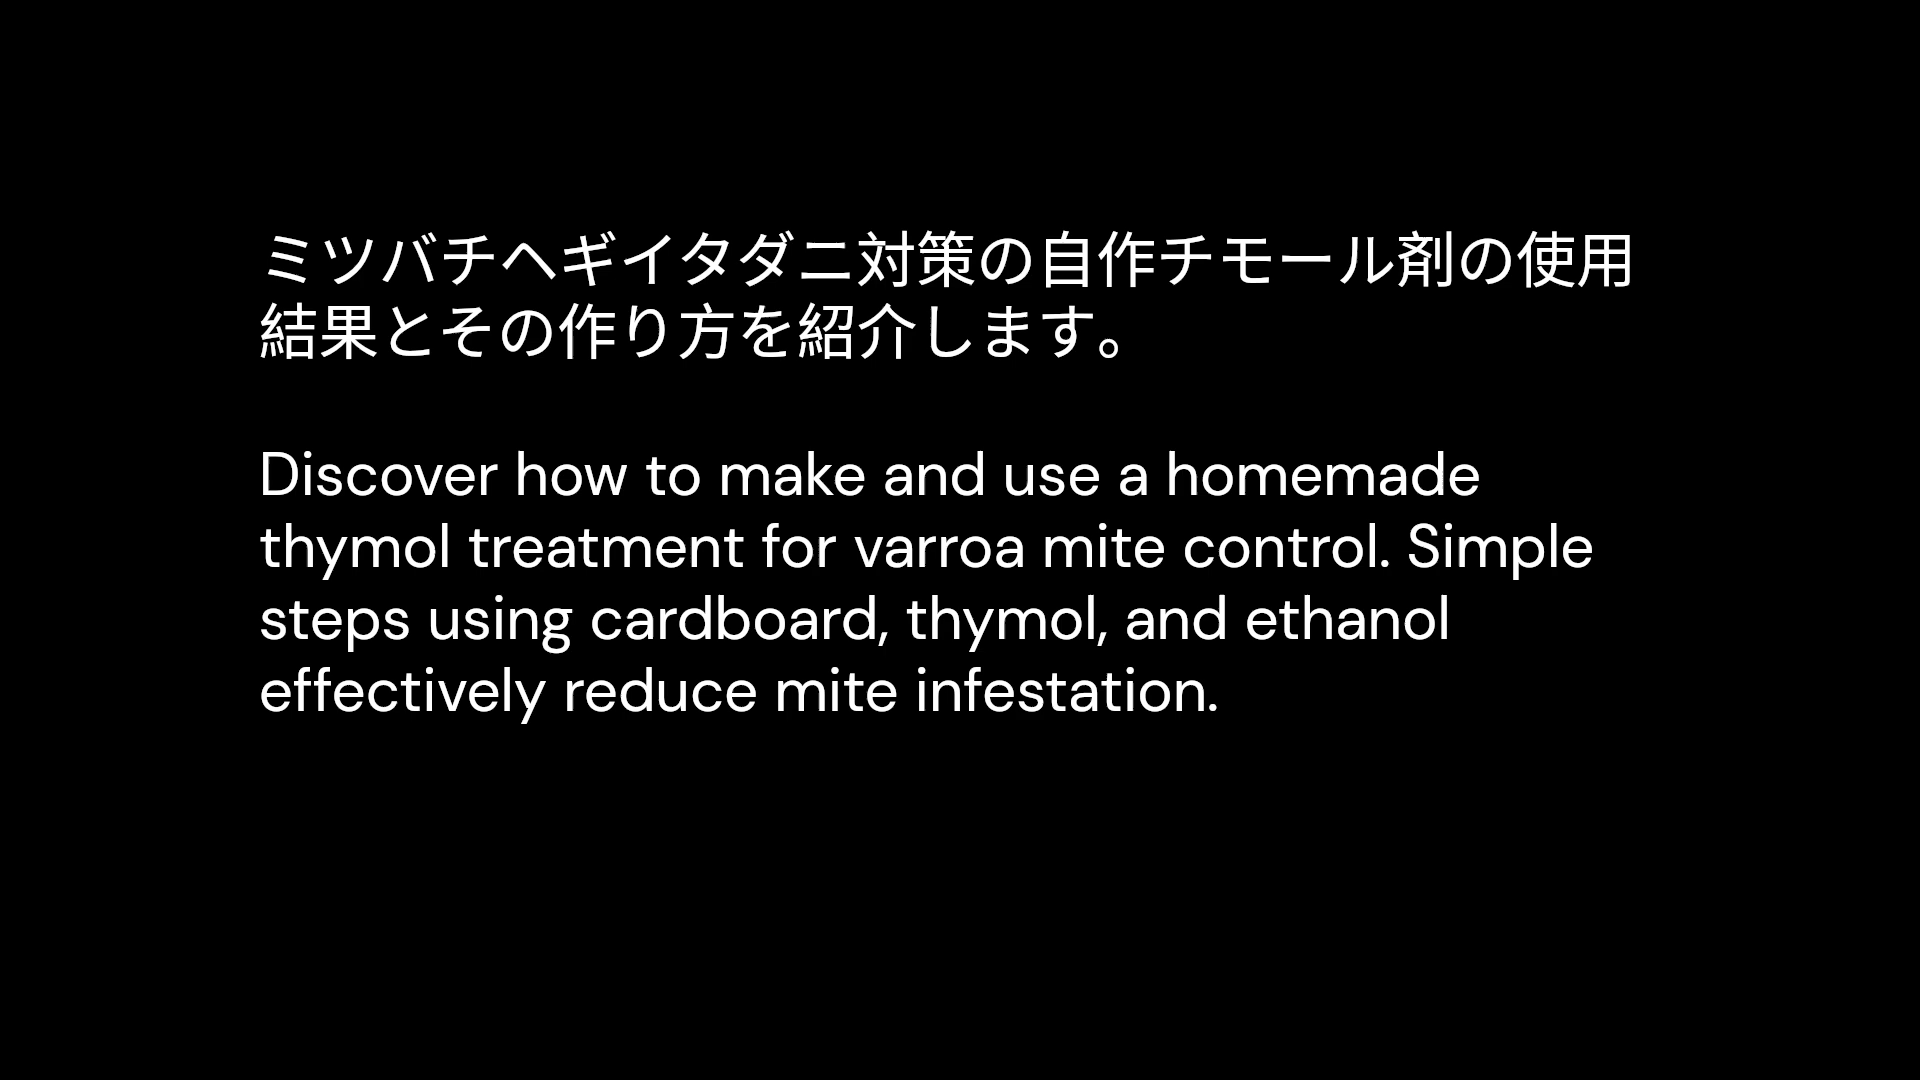 ミツバチヘギイタダニ対策の自作チモール剤の使用
結果とその作り方を紹介します。
Discover how to make and use a homemade
thymol treatment for varroa mite control. Simple
steps using cardboard, thymol, and ethanol
effectively reduce mite infestation.